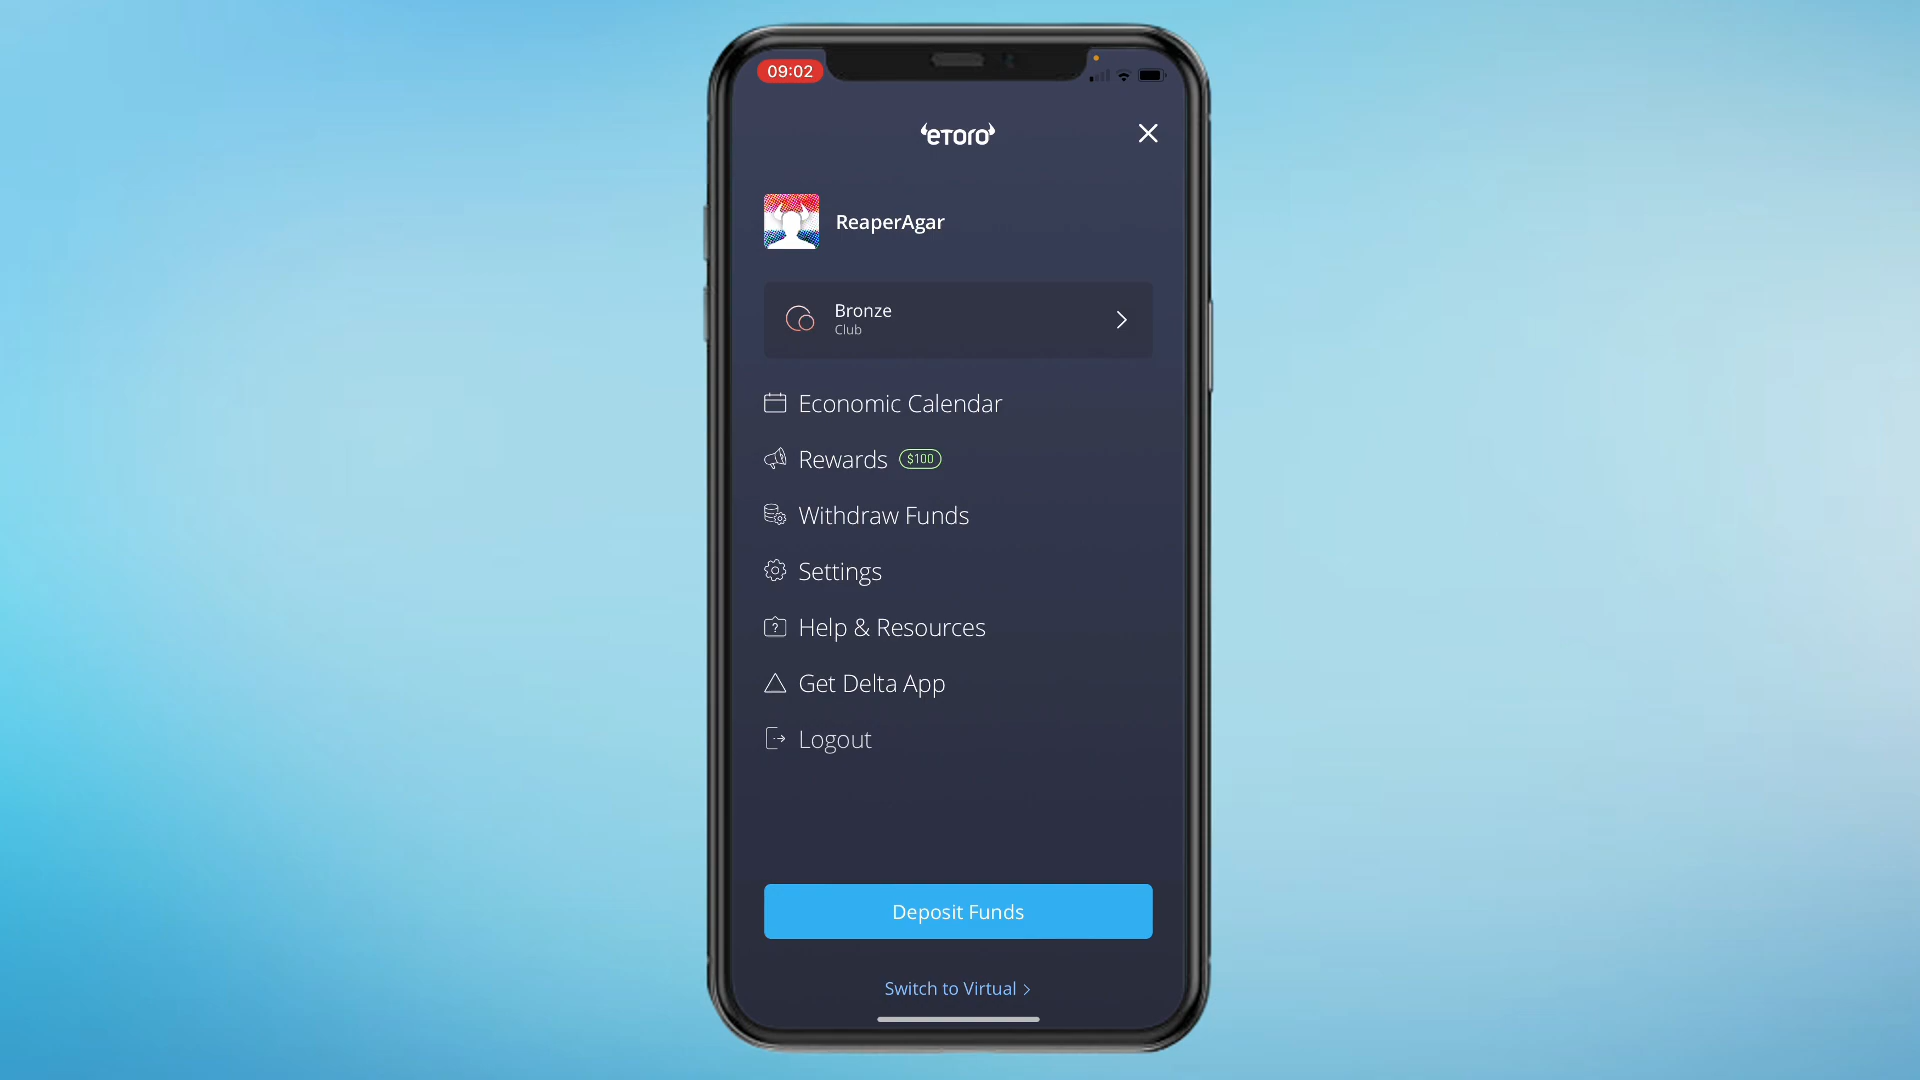 09:02
eToro
ReaperAgar
Bronze
Club
Economic Calendar
Rewards $100
Withdraw Funds
Settings
Help & Resources
Get Delta App
Logout
Deposit Funds
Switch to Virtual >